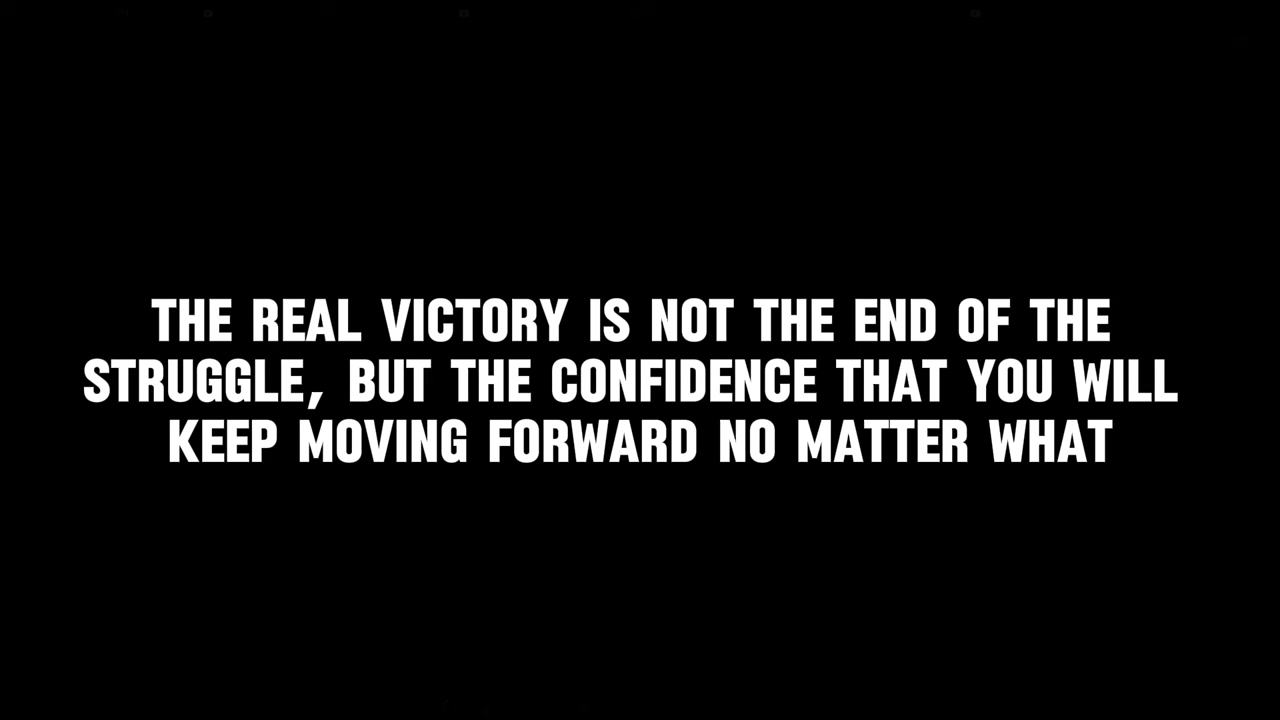 THE REAL VICTORY IS NOT THE END OF THE
STRUGGLE, BUT THE CONFIDENCE THAT YOU WILL
KEEP MOVING FORWARD NO MATTER WHAT